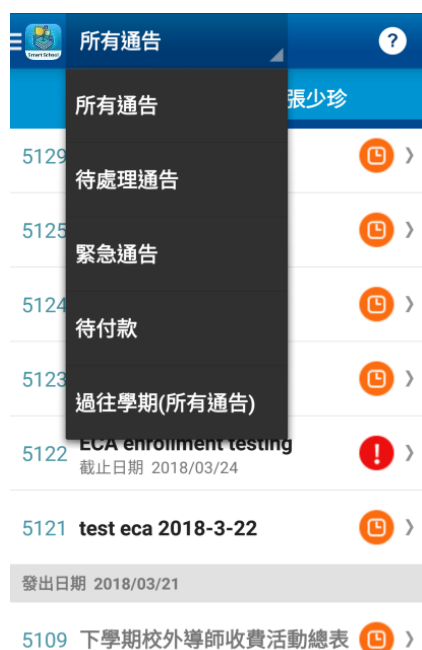 Smart School
所有通告
?
張少珍
所有通告
待處理通告
緊急通告
待付款
過往學期(所有通告)
5129
5125
5124
5123
5122 ECA enrollment testing
截止日期 2018/03/24
5121 test eca 2018-3-22
發出日期 2018/03/21
5109 下學期校外導師收費活動總表